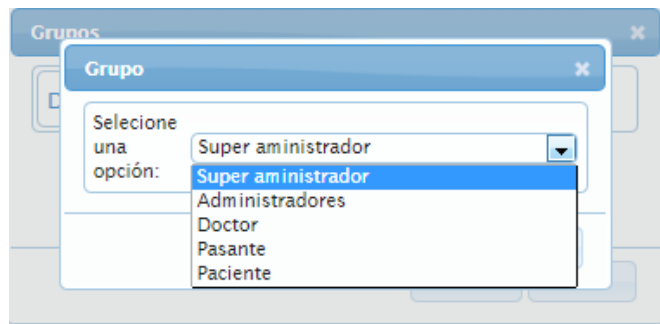 Grupos
Grupo
Selecione
una
opción:
Super aministrador
Super aministrador
Administradores
Doctor
Pasante
Paciente